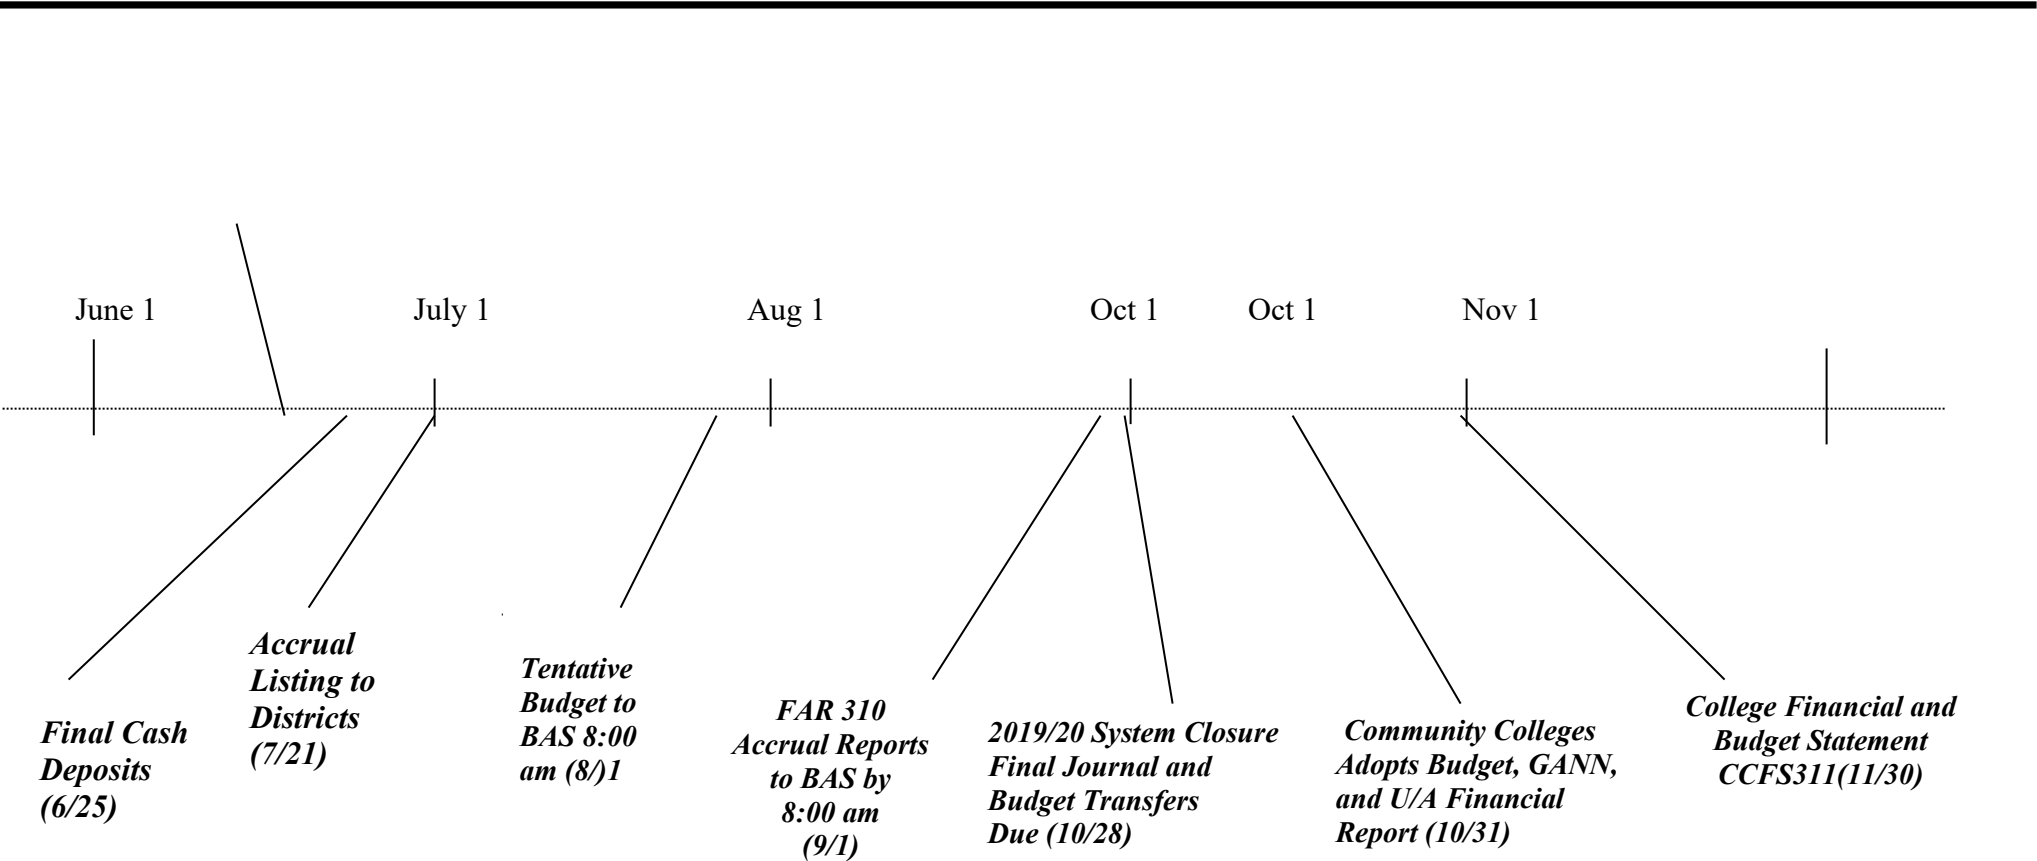 June 1
July 1
Aug 1
Oct 1
Oct 1
Nov 1
Final Cash
Deposits
(6/25)
Accrual
Listing to
Districts
(7/21)
Tentative
Budget to
BAS 8:00
am (8/)1
FAR 310
Accrual Reports
to BAS by
8:00 am
(9/1)
2019/20 System Closure
Final Journal and
Budget Transfers
Due (10/28)
Community Colleges
Adopts Budget, GANN,
and U/A Financial
Report (10/31)
College Financial and
Budget Statement
CCFS311(11/30)